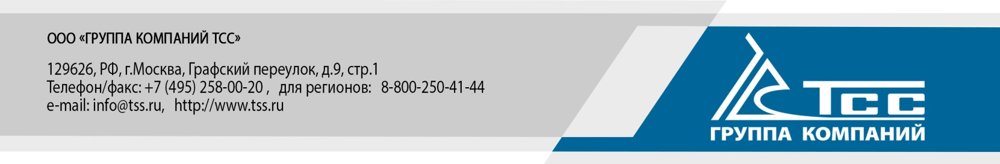 ООО «ГРУППА КОМПАНИЙ ТСС»
129626, РФ, г.Москва, Графский переулок, д.9, стр.1
Телефон/факс: +7 (495) 258-00-20 , для регионов: 8-800-250-41-44
e-mail: info@tss.ru, http://www.tss.ru
ТСС
ГРУППА КОМПАНИЙ